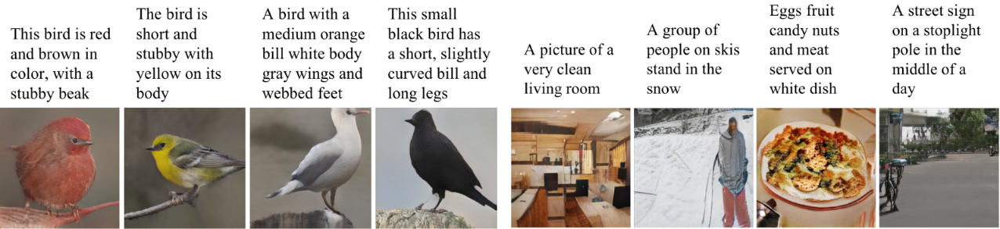 This bird is red
and brown in
color, with a
stubby beak
The bird is
short and
stubby with
yellow on its
body
A bird with a
medium orange
bill white body
gray wings and
webbed feet
This small
black bird has
a short, slightly
curved bill and
long legs
A picture of a
very clean
living room
A group of
people on skis
stand in the
snow
Eggs fruit
candy nuts
and meat
served on
white dish
A street sign
on a stoplight
pole in the
middle of a
day